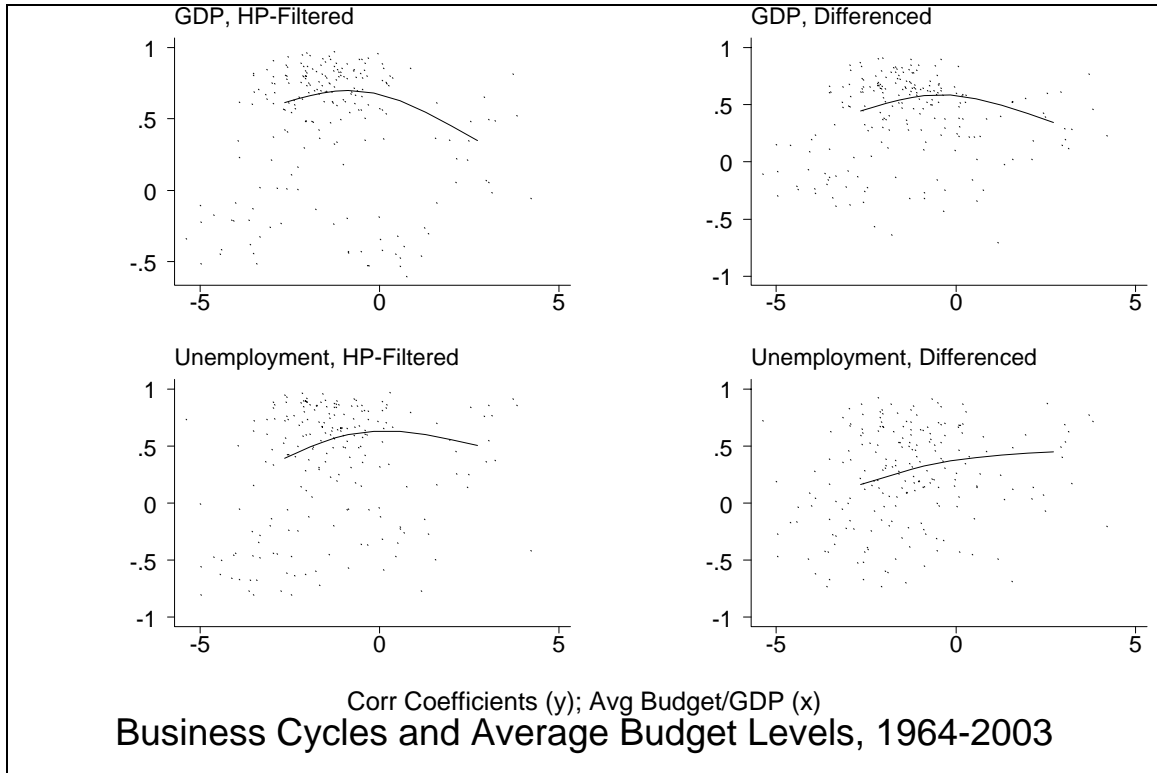 GDP, HP-Filtered
1
.5
0
-.5
-5 0 5
GDP, Differenced
1
.5
0
-.5
-1
-5 0 5
Unemployment, HP-Filtered
1
.5
0
-.5
-1
-5 0 5
Unemployment, Differenced
1
.5
0
-.5
-1
-5 0 5
Corr Coefficients (y); Avg Budget/GDP (x)
Business Cycles and Average Budget Levels, 1964-2003